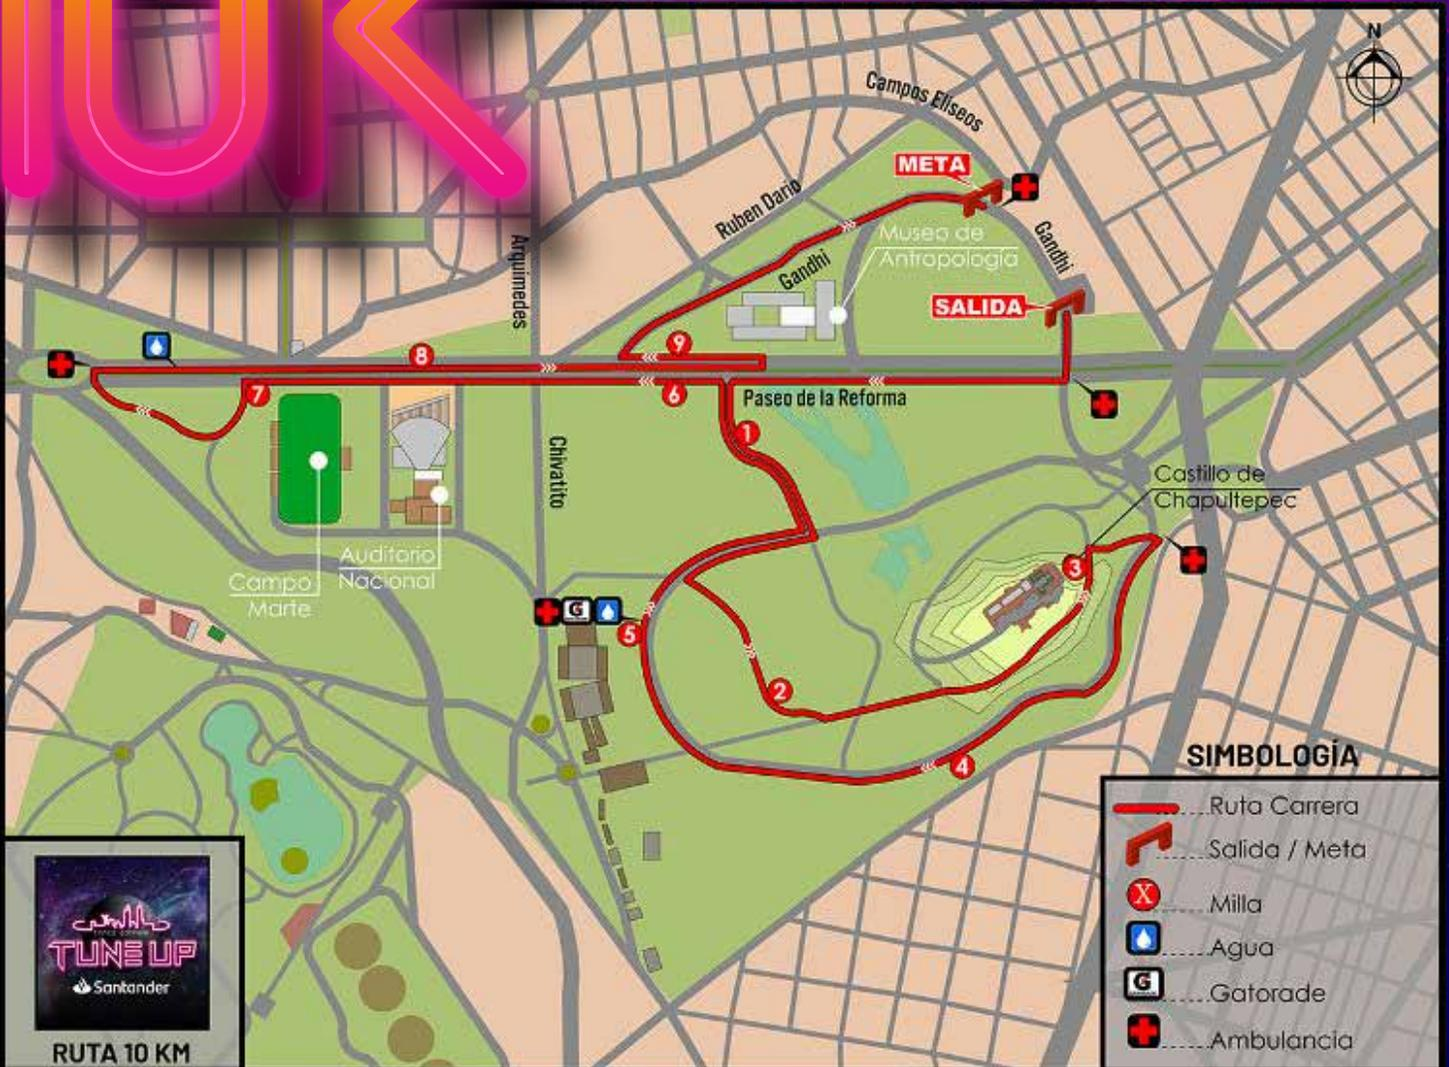 10K
N
Campos Eliseos
META
Ruben Dario
Museo de
Antropología
Gandhi
Gandhi
Arquimedes
SALIDA
9
8
7
6
Paseo de la Reforma
1
Chivatito
Castillo de
Chapultepec
Auditorio
Nacional
Campo
Marte
3
G
5
2
4
SIMBOLOGÍA
Ruta Carrera
Salida / Meta
X
Milla
Agua
G
Gatorade
Ambulancia
TUNE UP
Santander
RUTA 10 KM